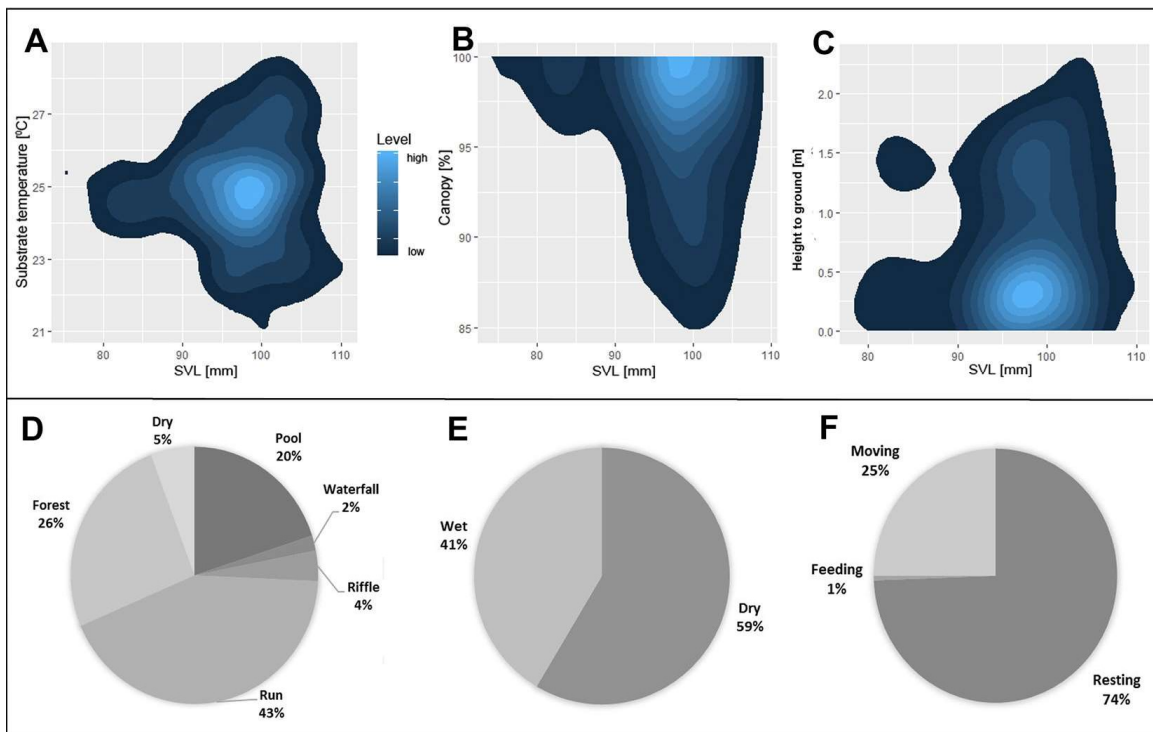 A
Substrate temperature [ºC]
27
25
23
21
80
90
100
110
SVL [mm]
Level
high
low
B
Canopy [%]
100
95
90
85
80
90
100
110
SVL [mm]
C
Height to ground [m]
2.0
1.5
1.0
0.5
0.0
80
90
100
110
SVL [mm]
D
Dry
5%
Pool
20%
Waterfall
2%
Riffle
4%
Run
43%
Forest
26%
E
Wet
41%
Dry
59%
F
Moving
25%
Feeding
1%
Resting
74%